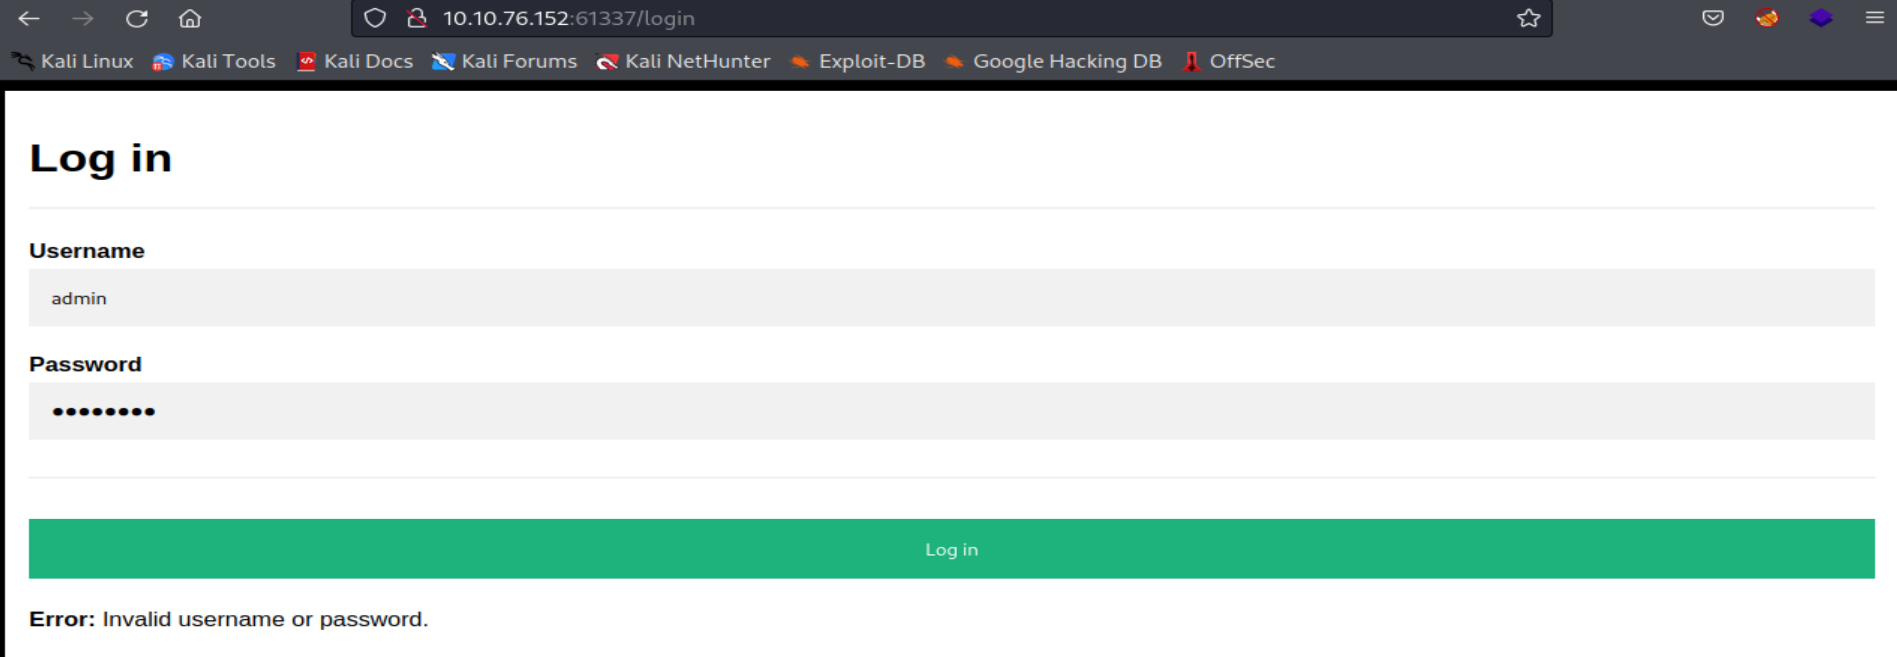 10.10.76.152:61337/login
Kali Linux Kali Tools Kali Docs Kali Forums Kali NetHunter Exploit-DB Google Hacking DB OffSec
Log in
Username
admin
Password
••••••••
Log in
Error: Invalid username or password.